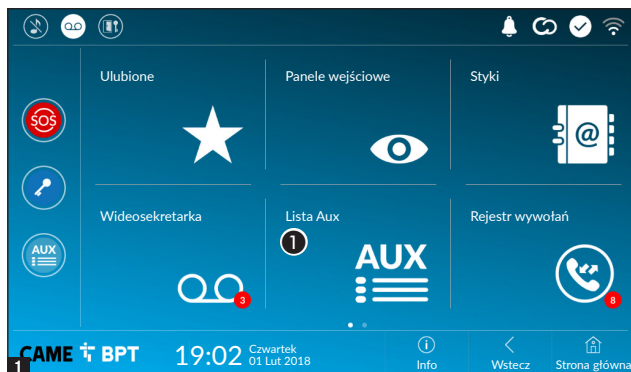 Ulubione
Panele wejściowe
Styki
SOS
@
Wideosekretarka
Lista Aux
Rejestr wywołań
1
AUX
AUX
3
8
CAME BPT
19:02
Czwartek
01 Lut 2018
Info
Wstecz
Strona główna
1